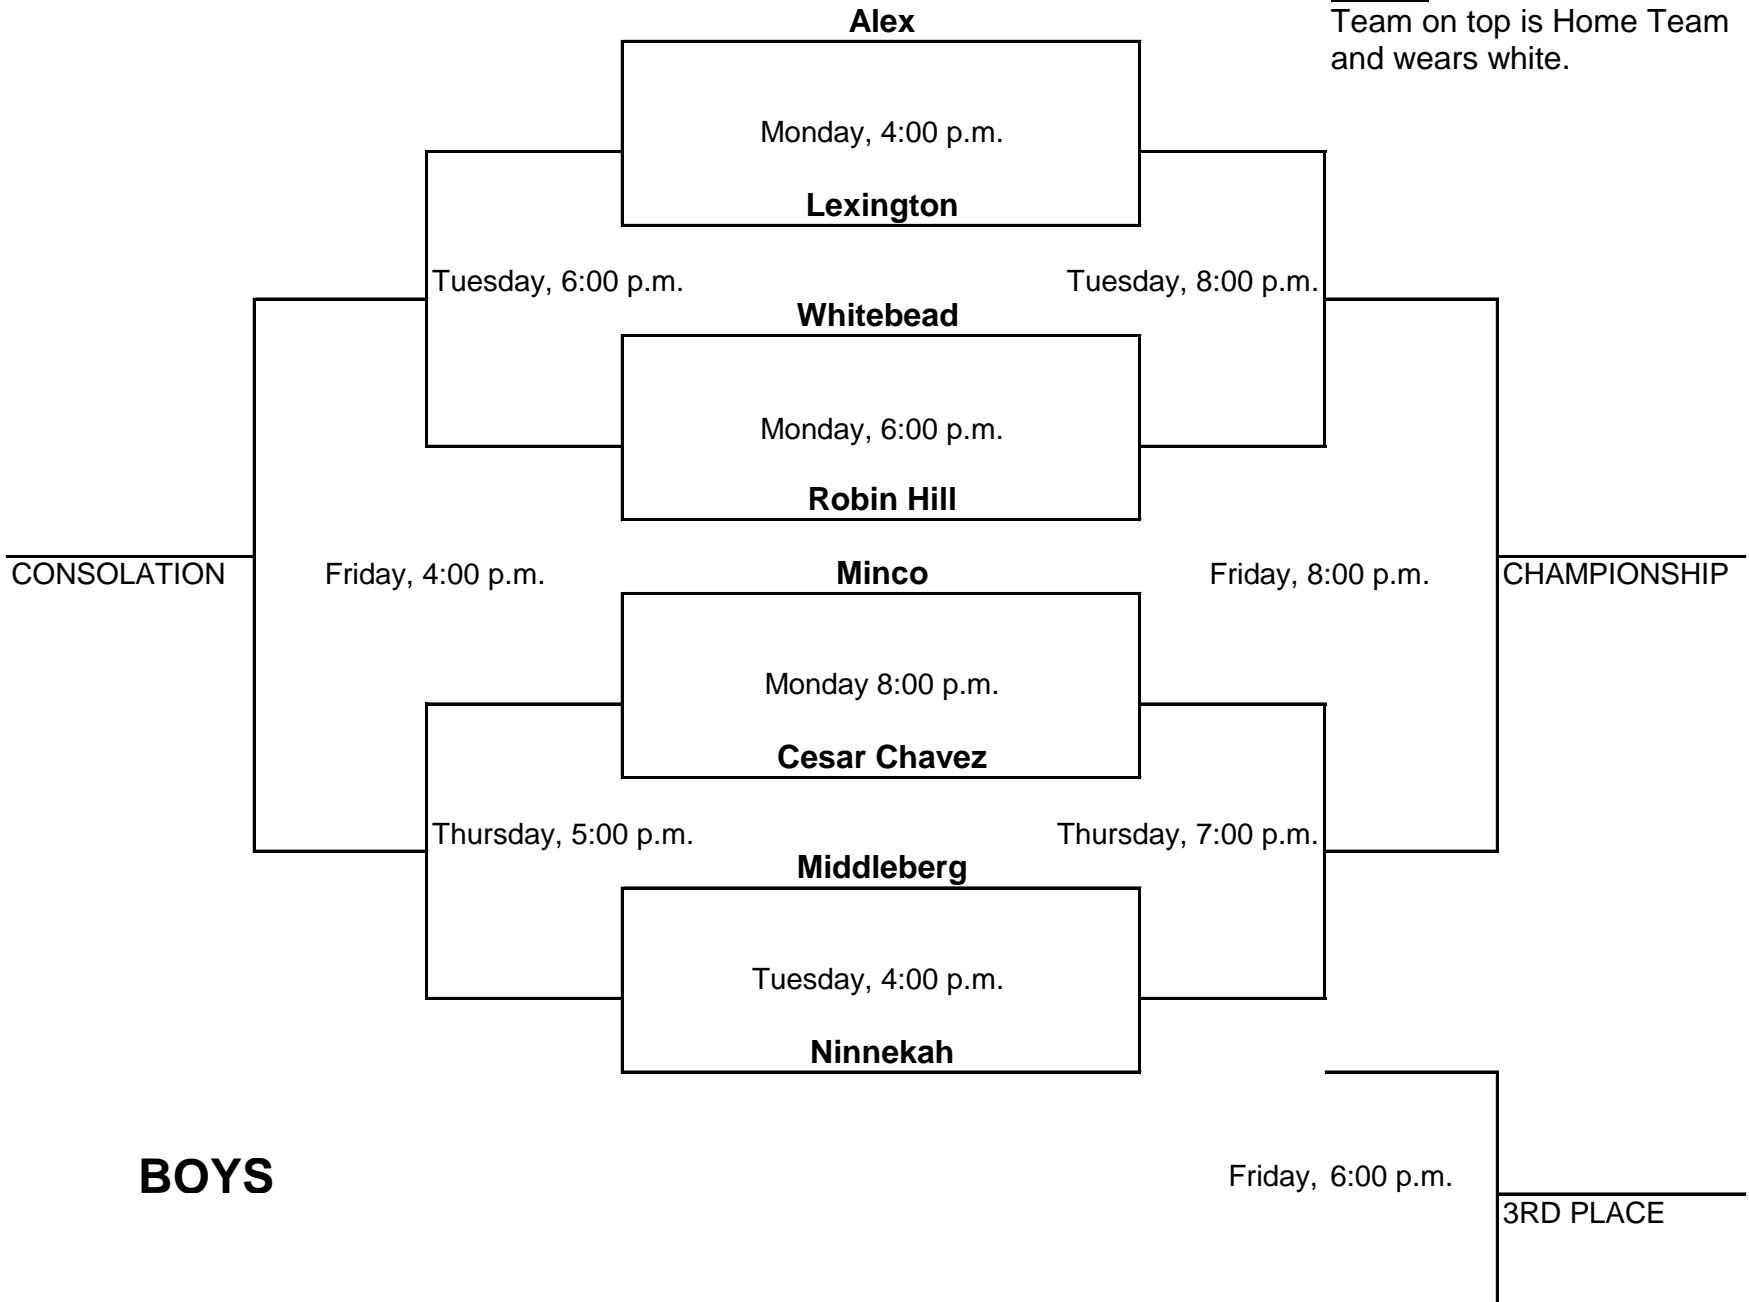 Alex
Team on top is Home Team
and wears white.
Monday, 4:00 p.m.
Lexington
Tuesday, 6:00 p.m.
Tuesday, 8:00 p.m.
Whitebead
Monday, 6:00 p.m.
Robin Hill
CONSOLATION
Friday, 4:00 p.m.
Minco
Friday, 8:00 p.m.
CHAMPIONSHIP
Monday 8:00 p.m.
Cesar Chavez
Thursday, 5:00 p.m.
Thursday, 7:00 p.m.
Middleberg
Tuesday, 4:00 p.m.
Ninnekah
BOYS
Friday, 6:00 p.m.
3RD PLACE